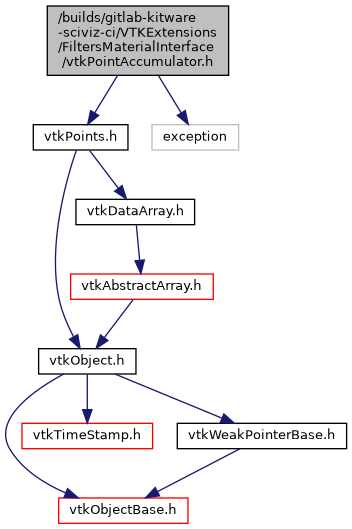 /builds/gitlab-kitware
-sciviz-ci/VTKExtensions
/FiltersMaterialInterface
/vtkPointAccumulator.h
vtkPoints.h
exception
vtkDataArray.h
vtkAbstractArray.h
vtkObject.h
vtkTimeStamp.h
vtkWeakPointerBase.h
vtkObjectBase.h